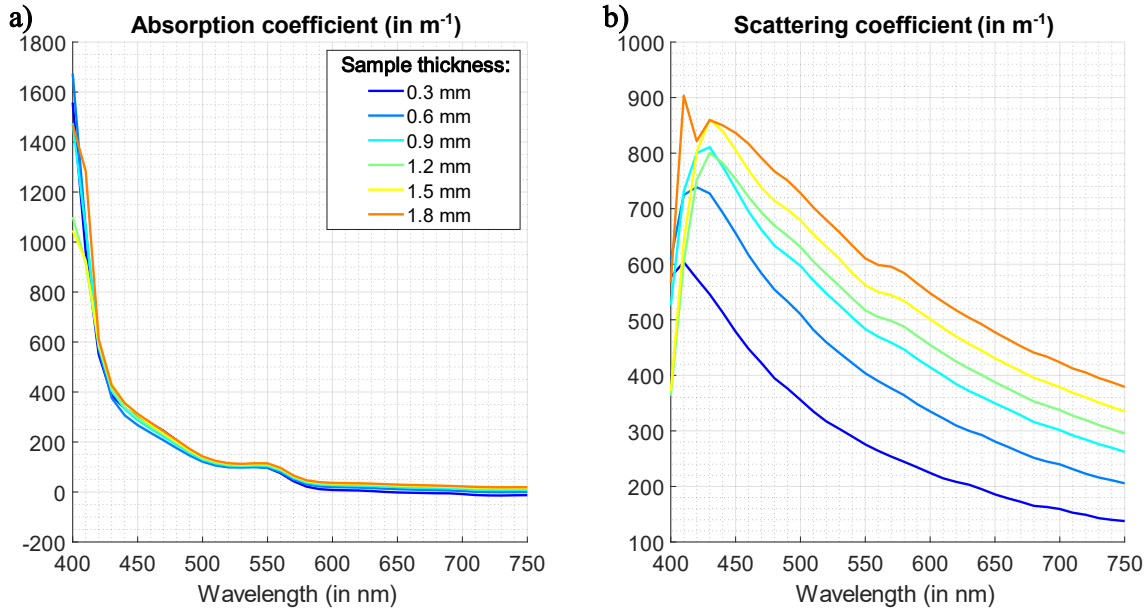 a)
Absorption coefficient (in m-1)
1800
1600
1400
1200
1000
800
600
400
200
0
-200
400
450
500
550
600
650
700
750
Wavelength (in nm)
Sample thickness:
0.3 mm
0.6 mm
0.9 mm
1.2 mm
1.5 mm
1.8 mm
b)
Scattering coefficient (in m-1)
1000
900
800
700
600
500
400
300
200
100
400
450
500
550
600
650
700
750
Wavelength (in nm)